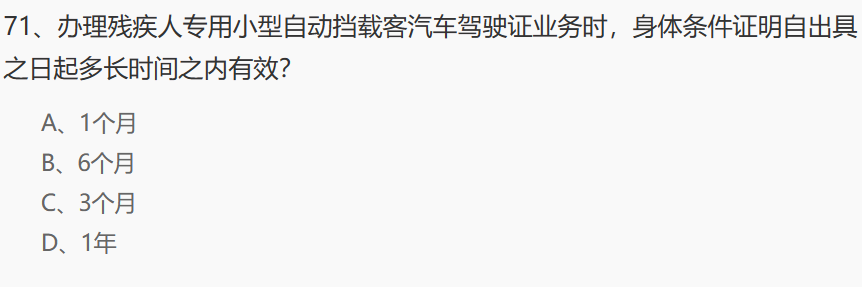 71、办理残疾人专用小型自动挡载客汽车驾驶证业务时，身体条件证明自出具
之日起多长时间之内有效？
A、1个月
B、6个月
C、3个月
D、1年